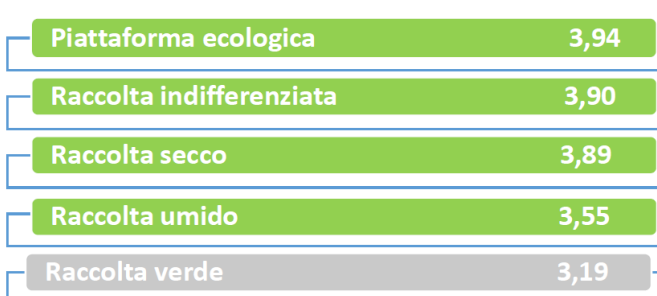 Piattaforma ecologica 3,94
Raccolta indifferenziata 3,90
Raccolta secco 3,89
Raccolta umido 3,55
Raccolta verde 3,19